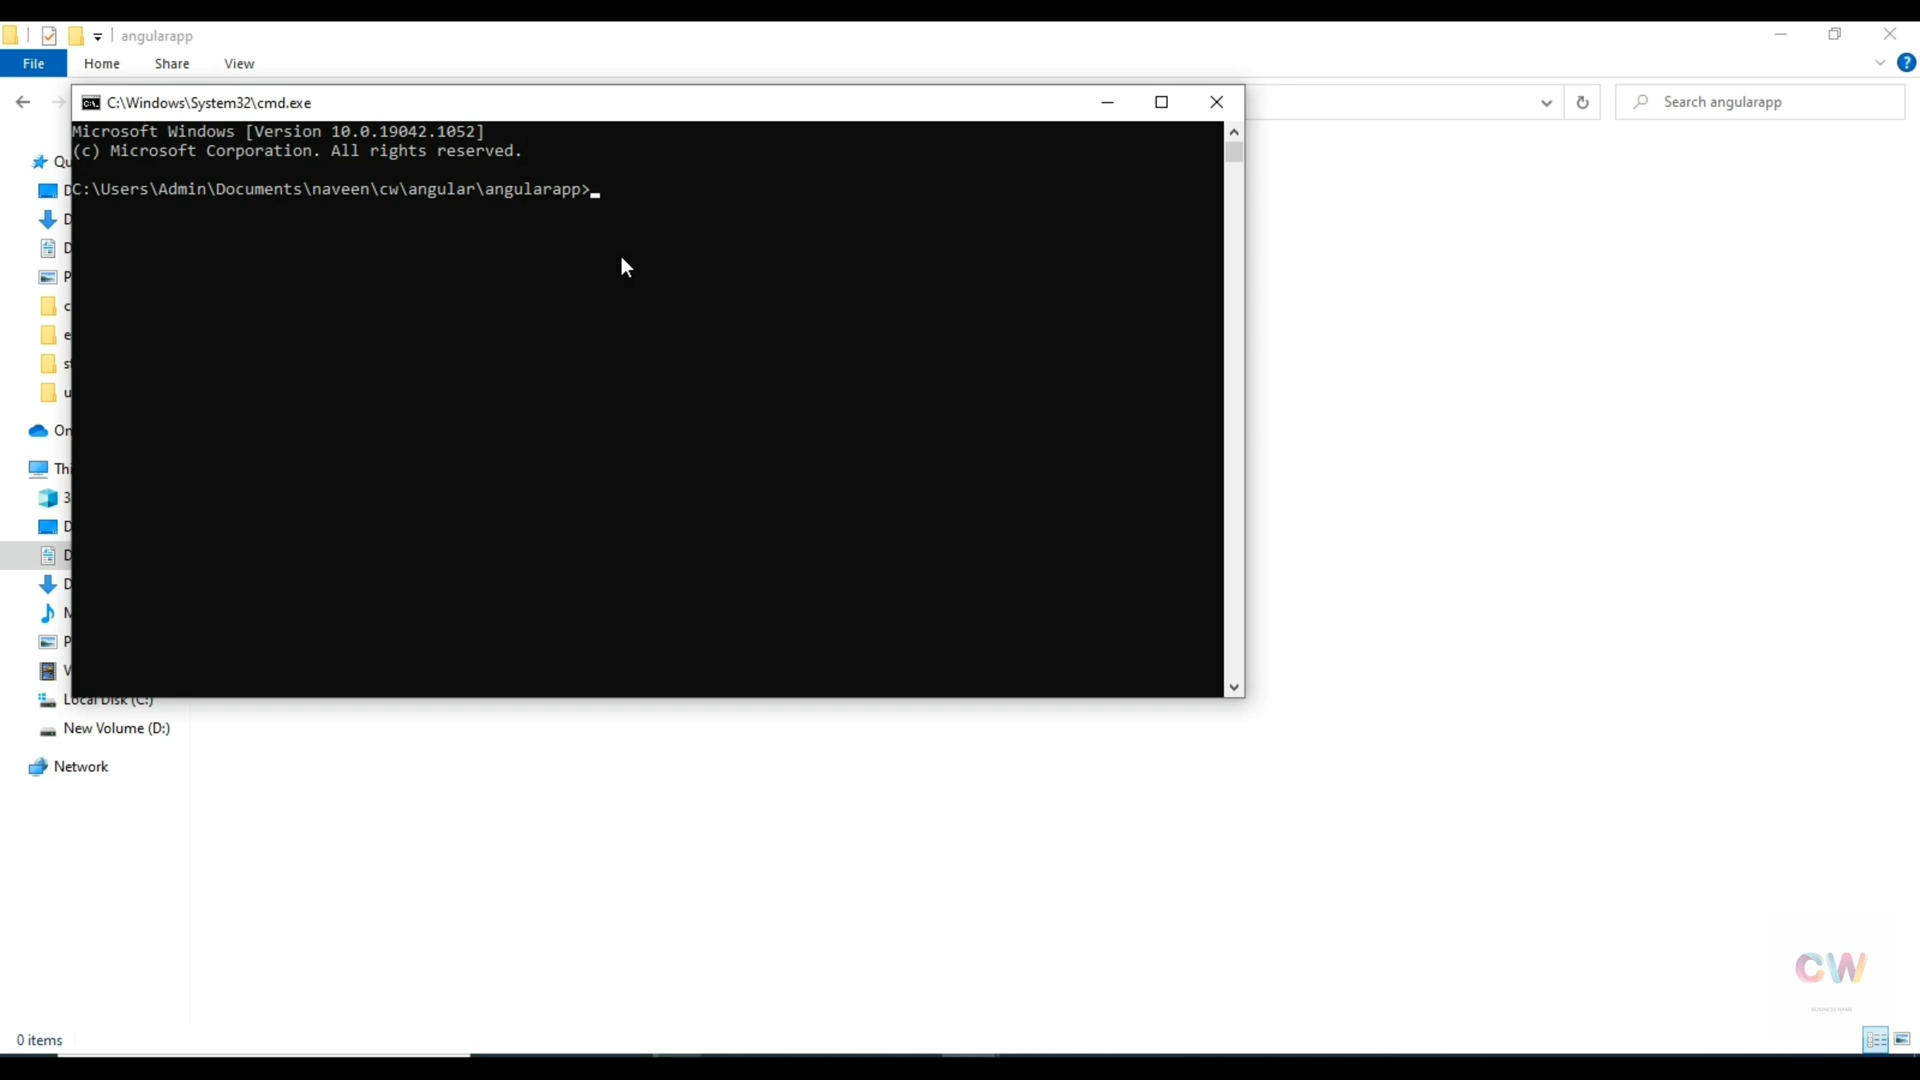 angularapp
File Home Share View
C:\Windows\System32\cmd.exe
Search angularapp
Microsoft Windows [Version 10.0.19042.1052]
(c) Microsoft Corporation. All rights reserved.
C:\Users\Admin\Documents\naveen\cw\angular\angularapp>
Local Disk (C:)
New Volume (D:)
Network
CW
BUSINESS NAME
0 items